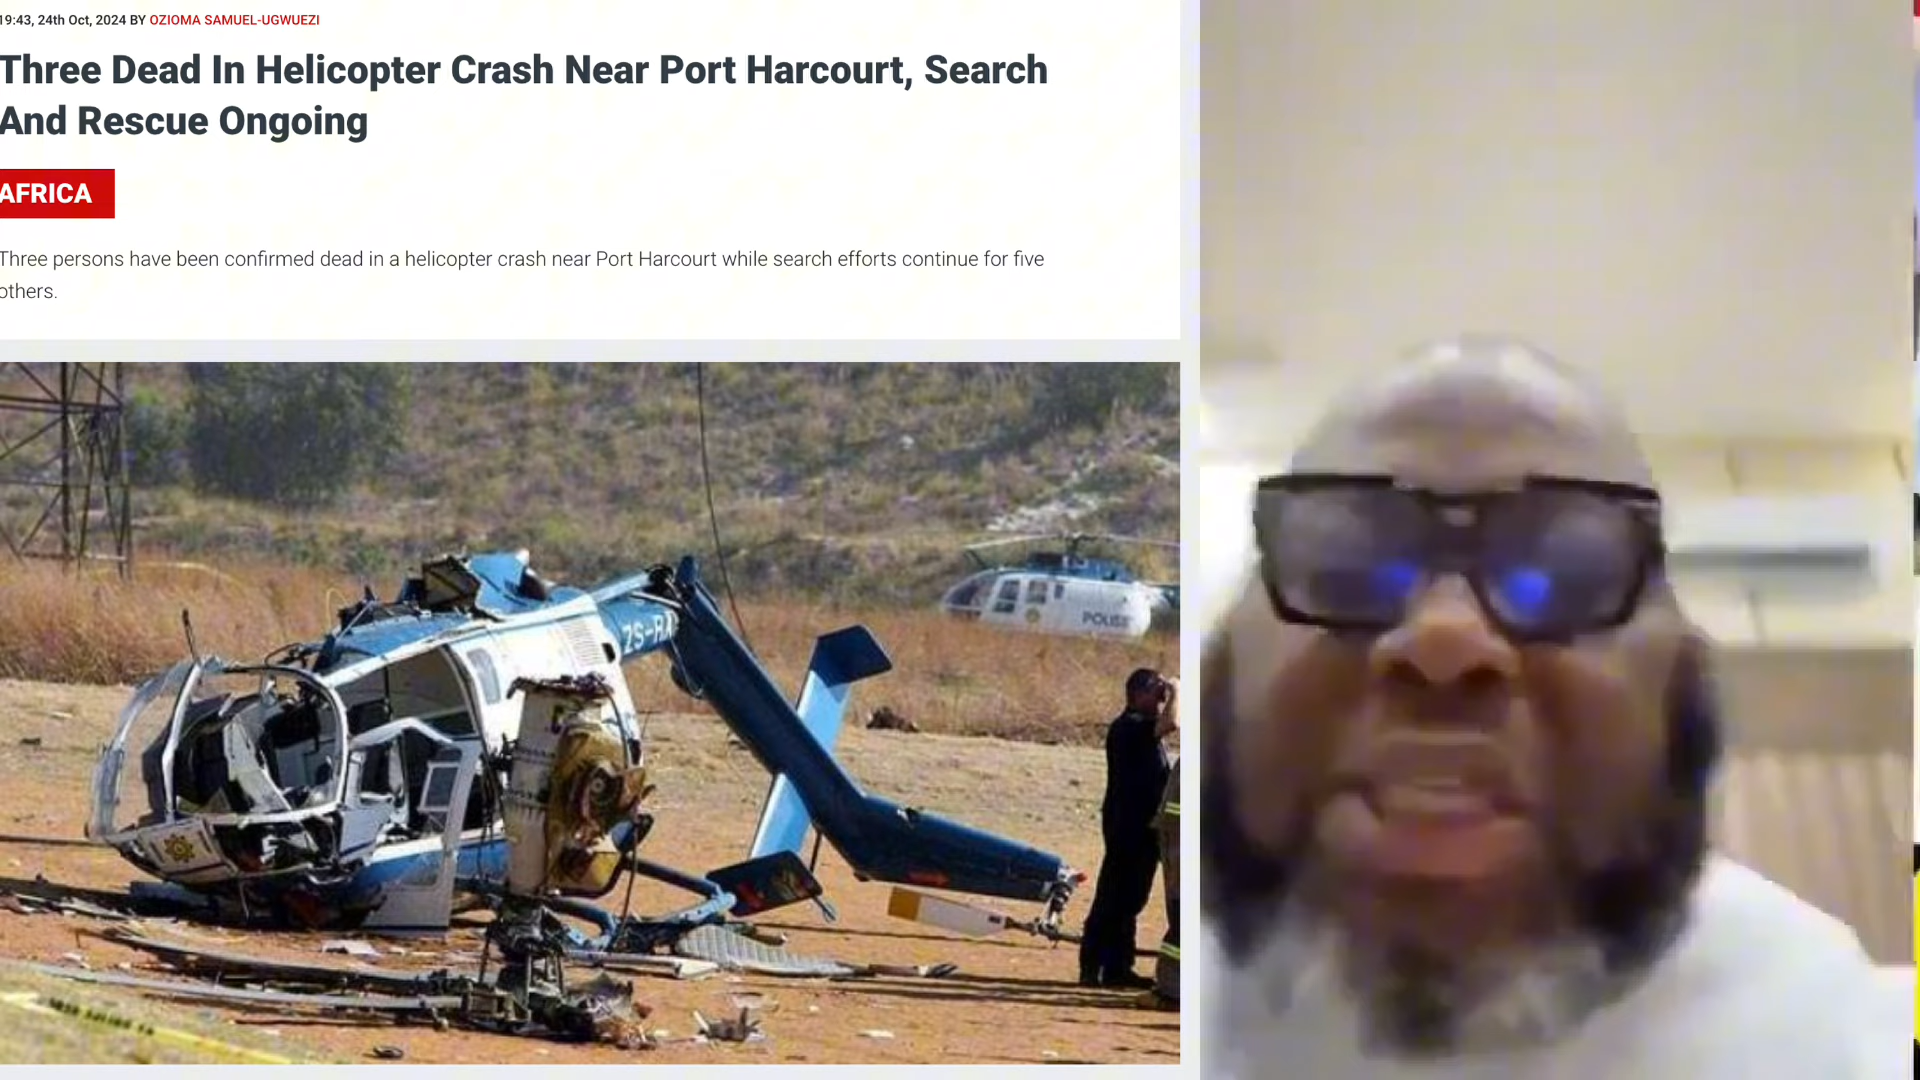 19:43, 24th Oct, 2024 BY OZIOMA SAMUEL-UGWUEZI
Three Dead In Helicopter Crash Near Port Harcourt, Search
And Rescue Ongoing
AFRICA
Three persons have been confirmed dead in a helicopter crash near Port Harcourt while search efforts continue for five
others.